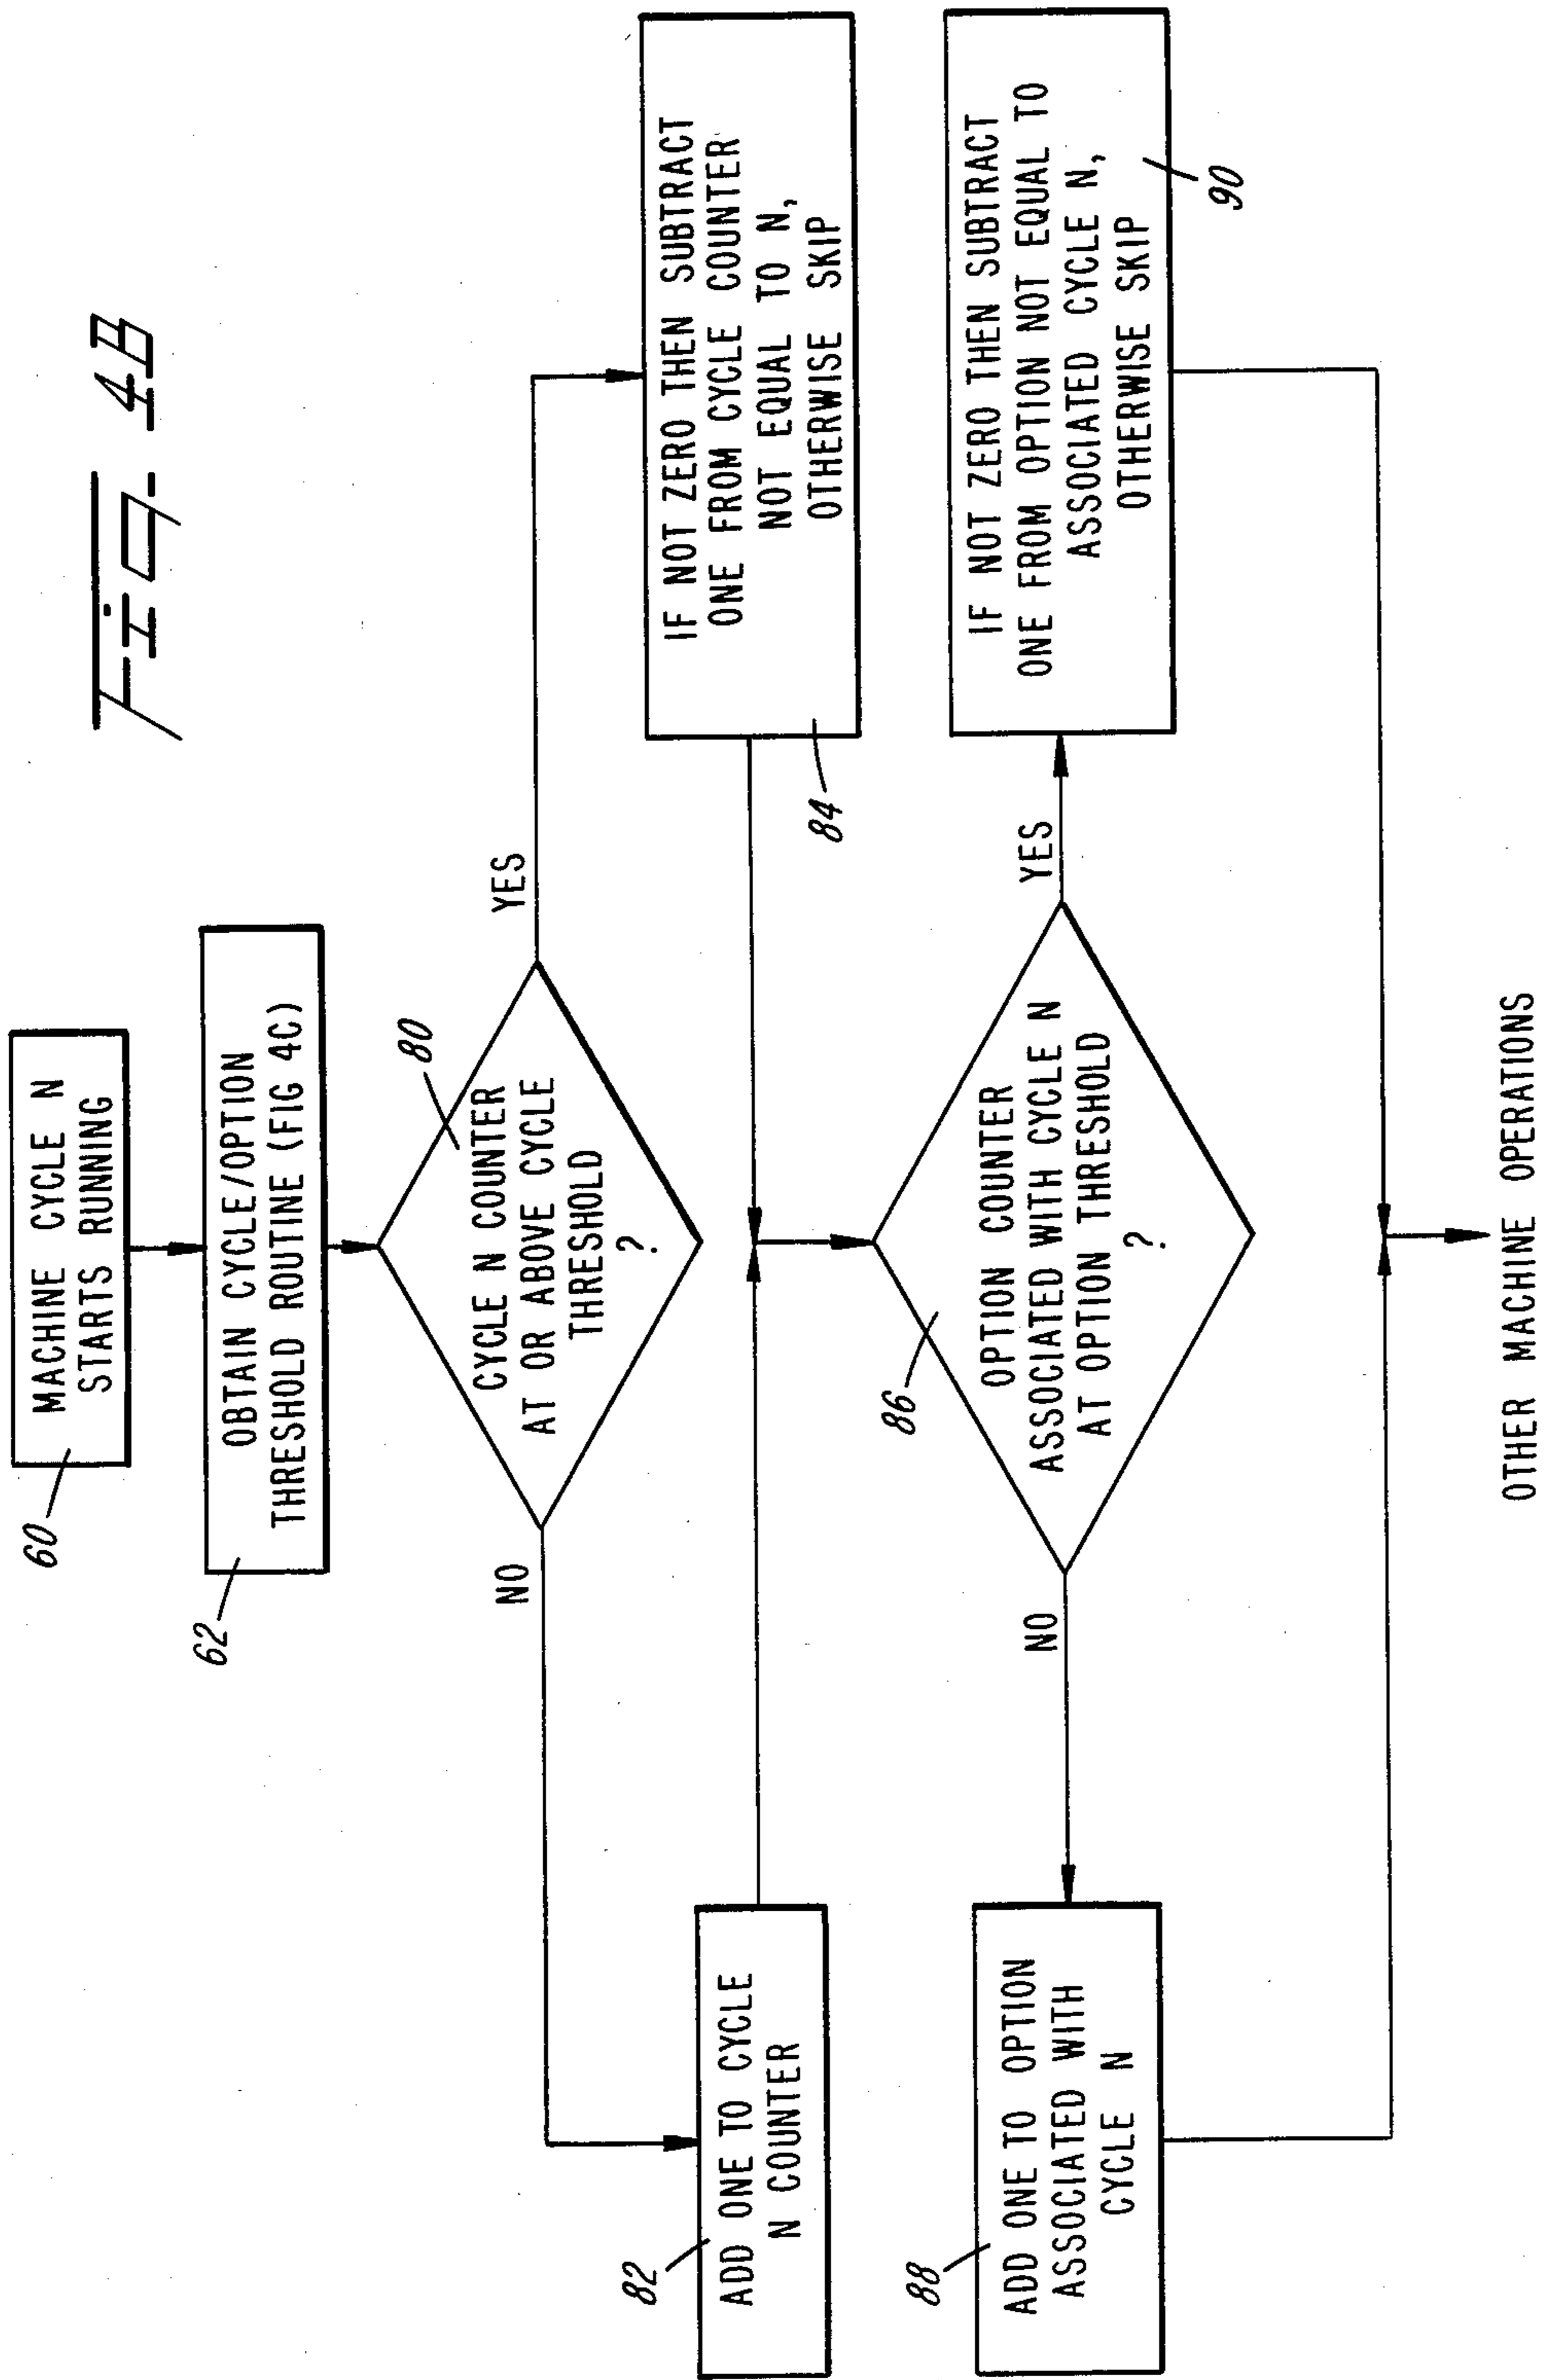 Fig. 4B
60
MACHINE CYCLE N
STARTS RUNNING
62
OBTAIN CYCLE/OPTION
THRESHOLD ROUTINE (FIG 4C)
80
CYCLE N COUNTER
AT OR ABOVE CYCLE
THRESHOLD
?
NO
YES
82
ADD ONE TO CYCLE
N COUNTER
84
IF NOT ZERO THEN SUBTRACT
ONE FROM CYCLE COUNTER
NOT EQUAL TO N,
OTHERWISE SKIP
86
OPTION COUNTER
ASSOCIATED WITH CYCLE N
AT OPTION THRESHOLD
?
NO
YES
88
ADD ONE TO OPTION
ASSOCIATED WITH
CYCLE N
IF NOT ZERO THEN SUBTRACT
ONE FROM OPTION NOT EQUAL TO
ASSOCIATED CYCLE N,
OTHERWISE SKIP
90
OTHER MACHINE OPERATIONS